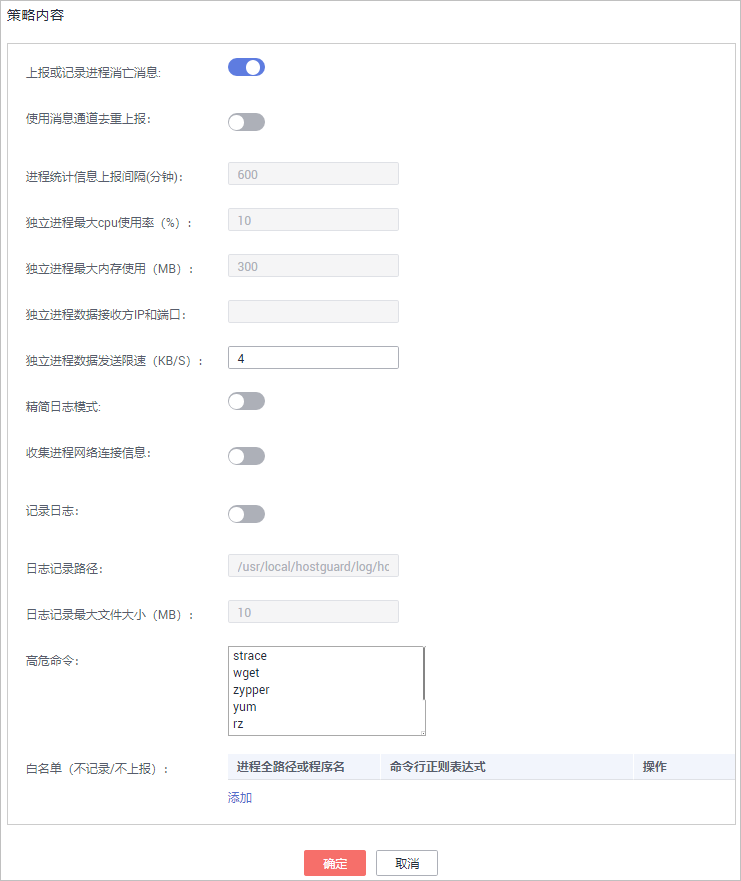 策略内容
上报或记录进程消亡消息:
使用消息通道去重上报：
进程统计信息上报间隔(分钟)： 600
独立进程最大cpu使用率（%）： 10
独立进程最大内存使用（MB）： 300
独立进程数据接收方IP和端口：
独立进程数据发送限速（KB/S）： 4
精简日志模式:
收集进程网络连接信息：
记录日志：
日志记录路径： /usr/local/hostguard/log/hc
日志记录最大文件大小（MB）： 10
高危命令： strace
wget
zypper
yum
rz
白名单（不记录/不上报）： 进程全路径或程序名 命令行正则表达式 操作
添加
确定 取消